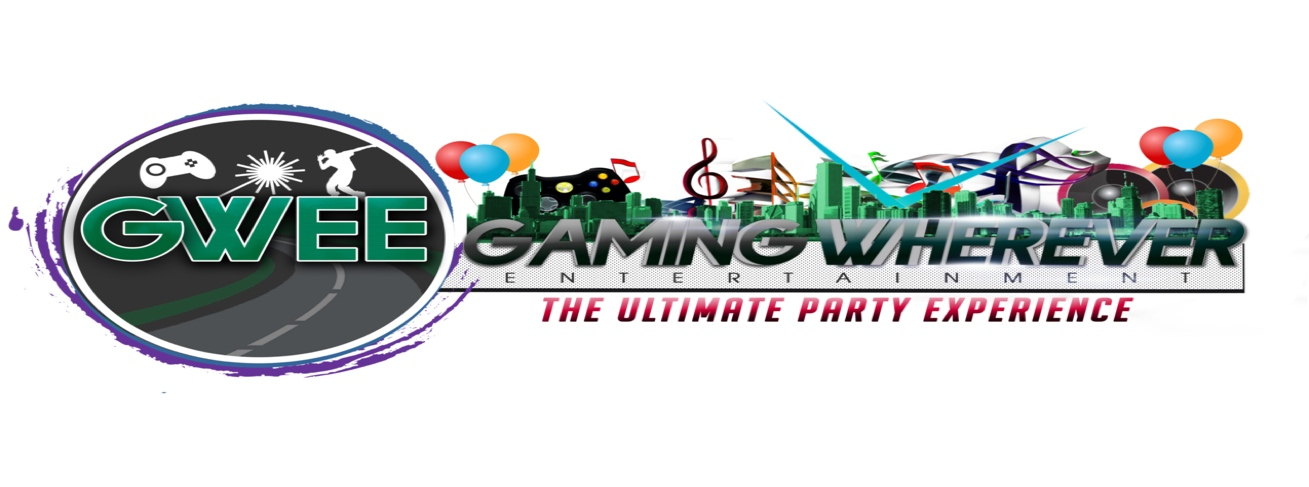 GWEE
GAMING WHEREVER
ENTERTAINMENT
THE ULTIMATE PARTY EXPERIENCE